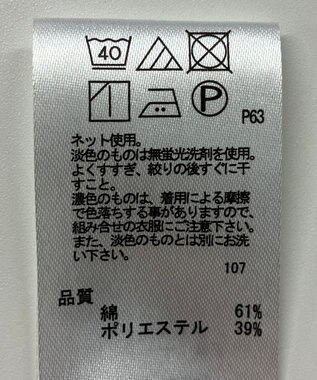 40
P
P63
ネット使用。
淡色のものは無蛍光洗剤を使用。
よくすすぎ、絞りの後すぐに干
すこと。
濃色のものは、着用による摩擦
で色落ちする事がありますので、
組み合せの衣服にご注意下さい。
また、淡色のものとは別にお洗
い下さい。
107
品質
綿 61%
ポリエステル 39%